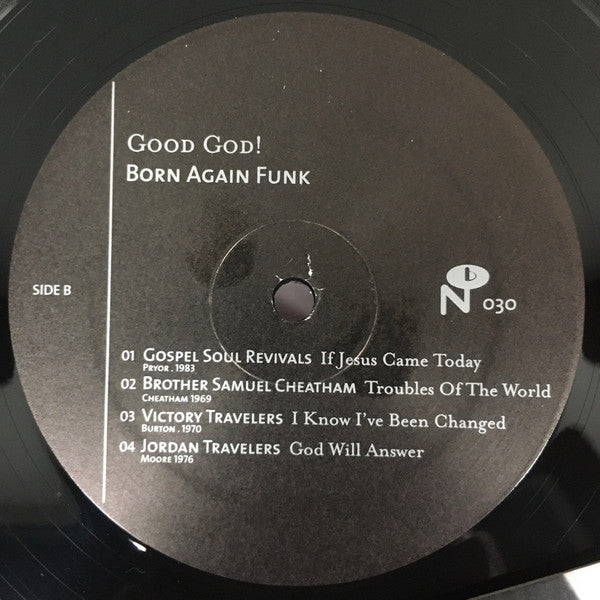 GOOD GOD!
BORN AGAIN FUNK
SIDE B
N 030
01 GOSPEL SOUL REVIVALS If Jesus Came Today
PRYOR . 1983
02 BROTHER SAMUEL CHEATHAM Troubles Of The World
CHEATHAM 1969
03 VICTORY TRAVELERS I Know I've Been Changed
BURTON . 1970
04 JORDAN TRAVELERS God Will Answer
MOORE 1976